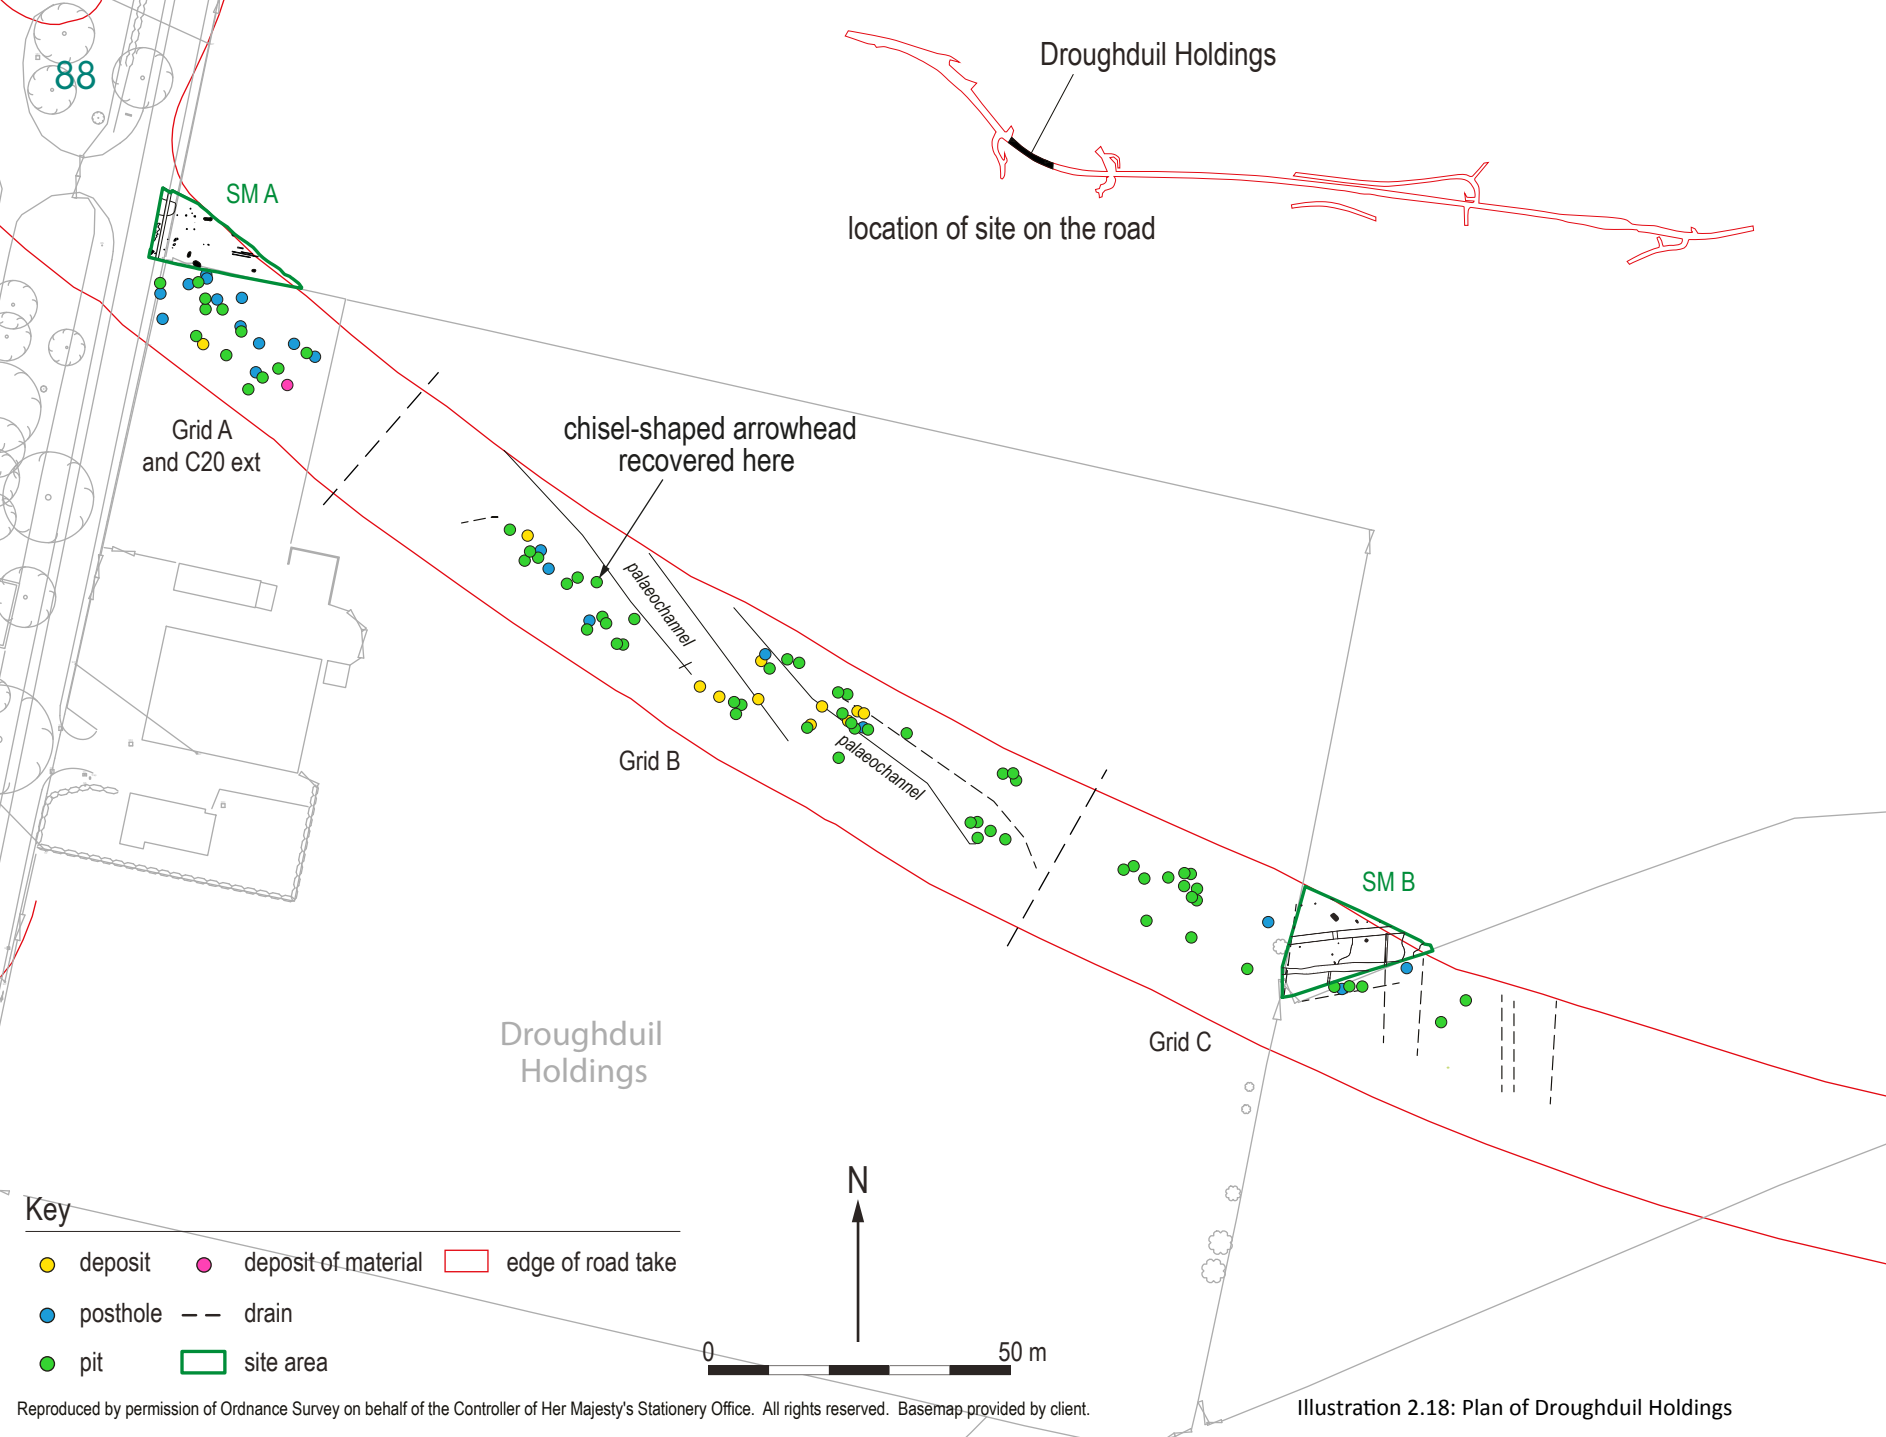 88
Droughduil Holdings
location of site on the road
SM A
Grid A
and C20 ext
chisel-shaped arrowhead
recovered here
palaeochannel
palaeochannel
Grid B
SM B
Grid C
Droughduil
Holdings
N
0 50 m
Key
deposit
deposit of material
edge of road take
posthole
drain
pit
site area
Reproduced by permission of Ordnance Survey on behalf of the Controller of Her Majesty's Stationery Office. All rights reserved. Basemap provided by client.
Illustration 2.18: Plan of Droughduil Holdings